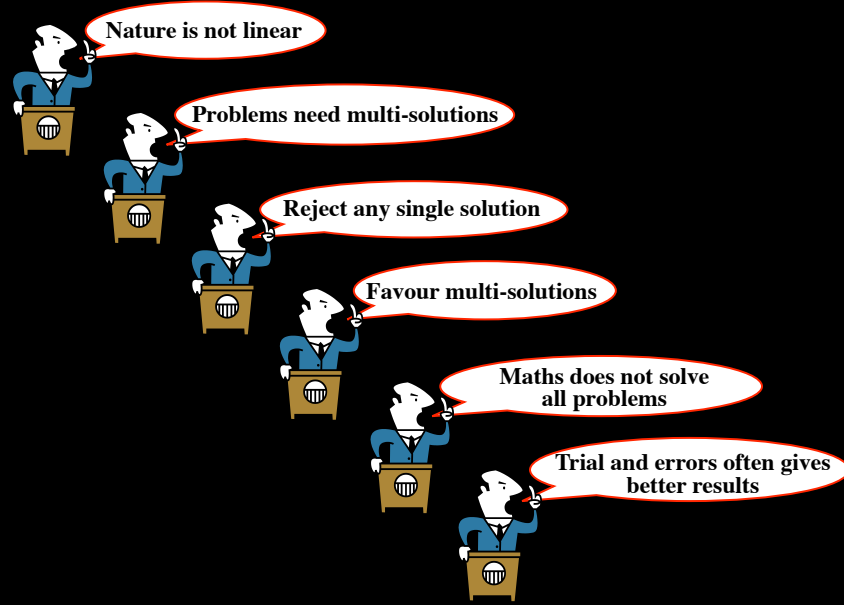 Nature is not linear
Problems need multi-solutions
Reject any single solution
Favour multi-solutions
Maths does not solve
all problems
Trial and errors often gives
better results